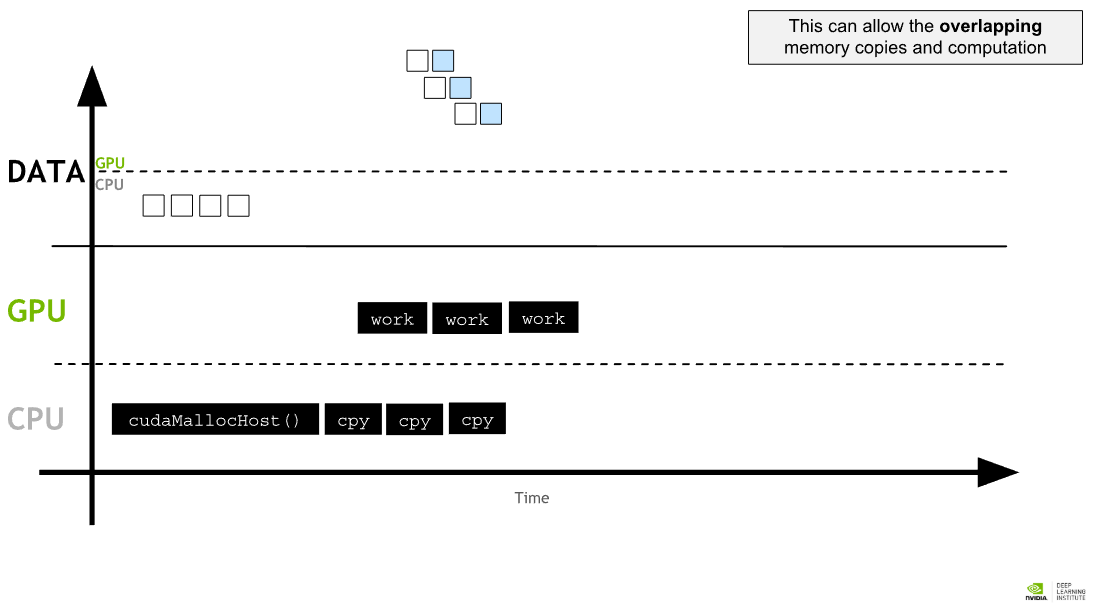 This can allow the overlapping
memory copies and computation
DATA
GPU
CPU
GPU
work
work
work
CPU
cudaMallocHost()
cpy
cpy
cpy
Time
NVIDIA
DEEP
LEARNING
INSTITUTE